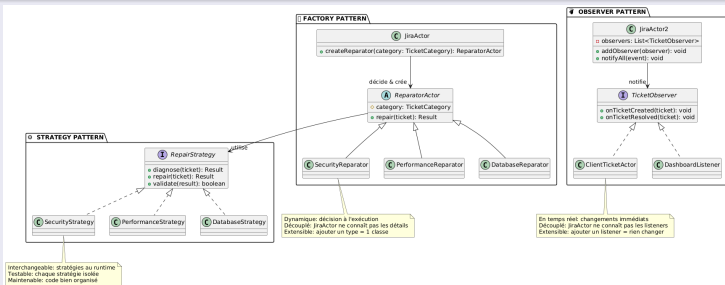 FACTORY PATTERN
C JiraActor
createReparator(category: TicketCategory): ReparatorActor
décide & crée
A ReparatorActor
category: TicketCategory
repair(ticket): Result
C SecurityReparator
C PerformanceReparator
C DatabaseReparator
Dynamique: décision à l'exécution
Découplé: JiraActor ne connaît pas les détails
Extensible: ajouter un type = 1 classe
OBSERVER PATTERN
C JiraActor2
observers: List<TicketObserver>
addObserver(observer): void
notifyAll(event): void
notifie
I TicketObserver
onTicketCreated(ticket): void
onTicketResolved(ticket): void
C ClientTicketActor
C DashboardListener
En temps réel: changements immédiats
Découplé: JiraActor ne connaît pas les listeners
Extensible: ajouter un listener = rien changer
STRATEGY PATTERN
utilise
I RepairStrategy
diagnose(ticket): Result
repair(ticket): Result
validate(result): boolean
C SecurityStrategy
C PerformanceStrategy
C DatabaseStrategy
Interchangeable: stratégies au runtime
Testable: chaque stratégie isolée
Maintenable: code bien organisé